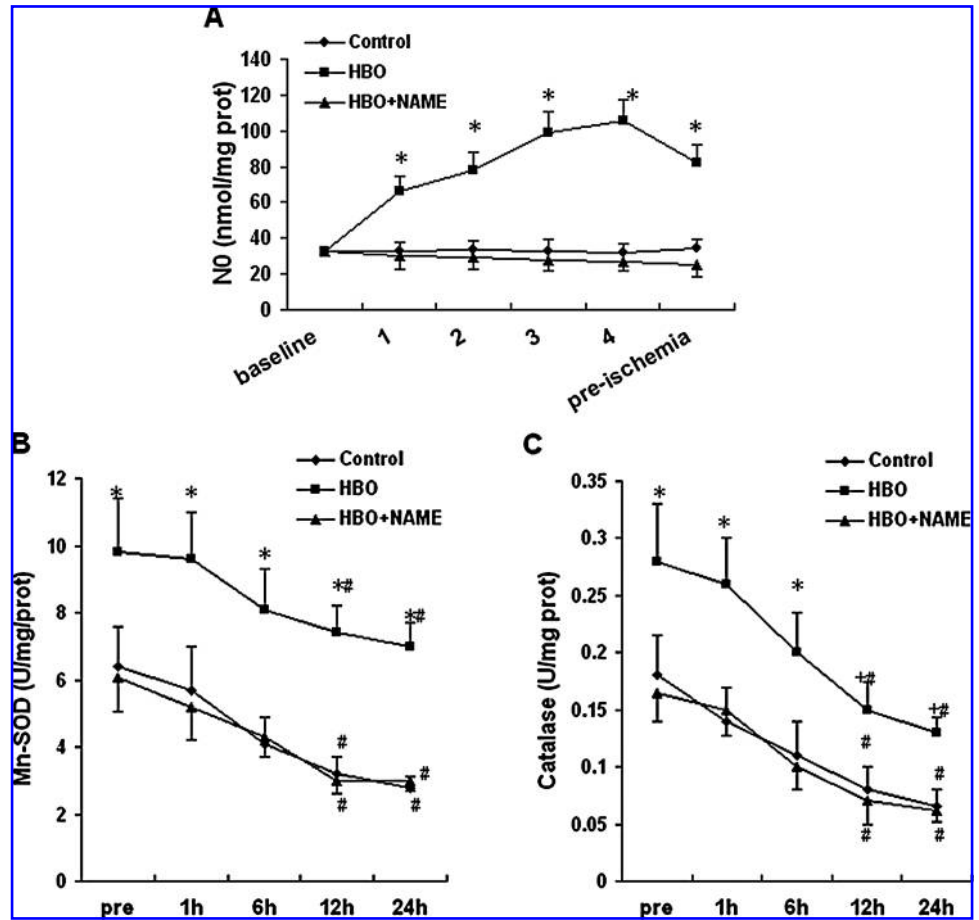 A
Control
HBO
HBO+NAME
N0 (nmol/mg prot)
140
120
100
80
60
40
20
0
* * * * *
baseline 1 2 3 4 pre-ischemia
B
Control
HBO
HBO+NAME
Mn-SOD (U/mg/prot)
12
10
8
6
4
2
0
* * * *# *#
# #
# #
pre 1h 6h 12h 24h
C
Control
HBO
HBO+NAME
Catalase (U/mg prot)
0.35
0.3
0.25
0.2
0.15
0.1
0.05
0
* * * +# +#
# #
# #
pre 1h 6h 12h 24h